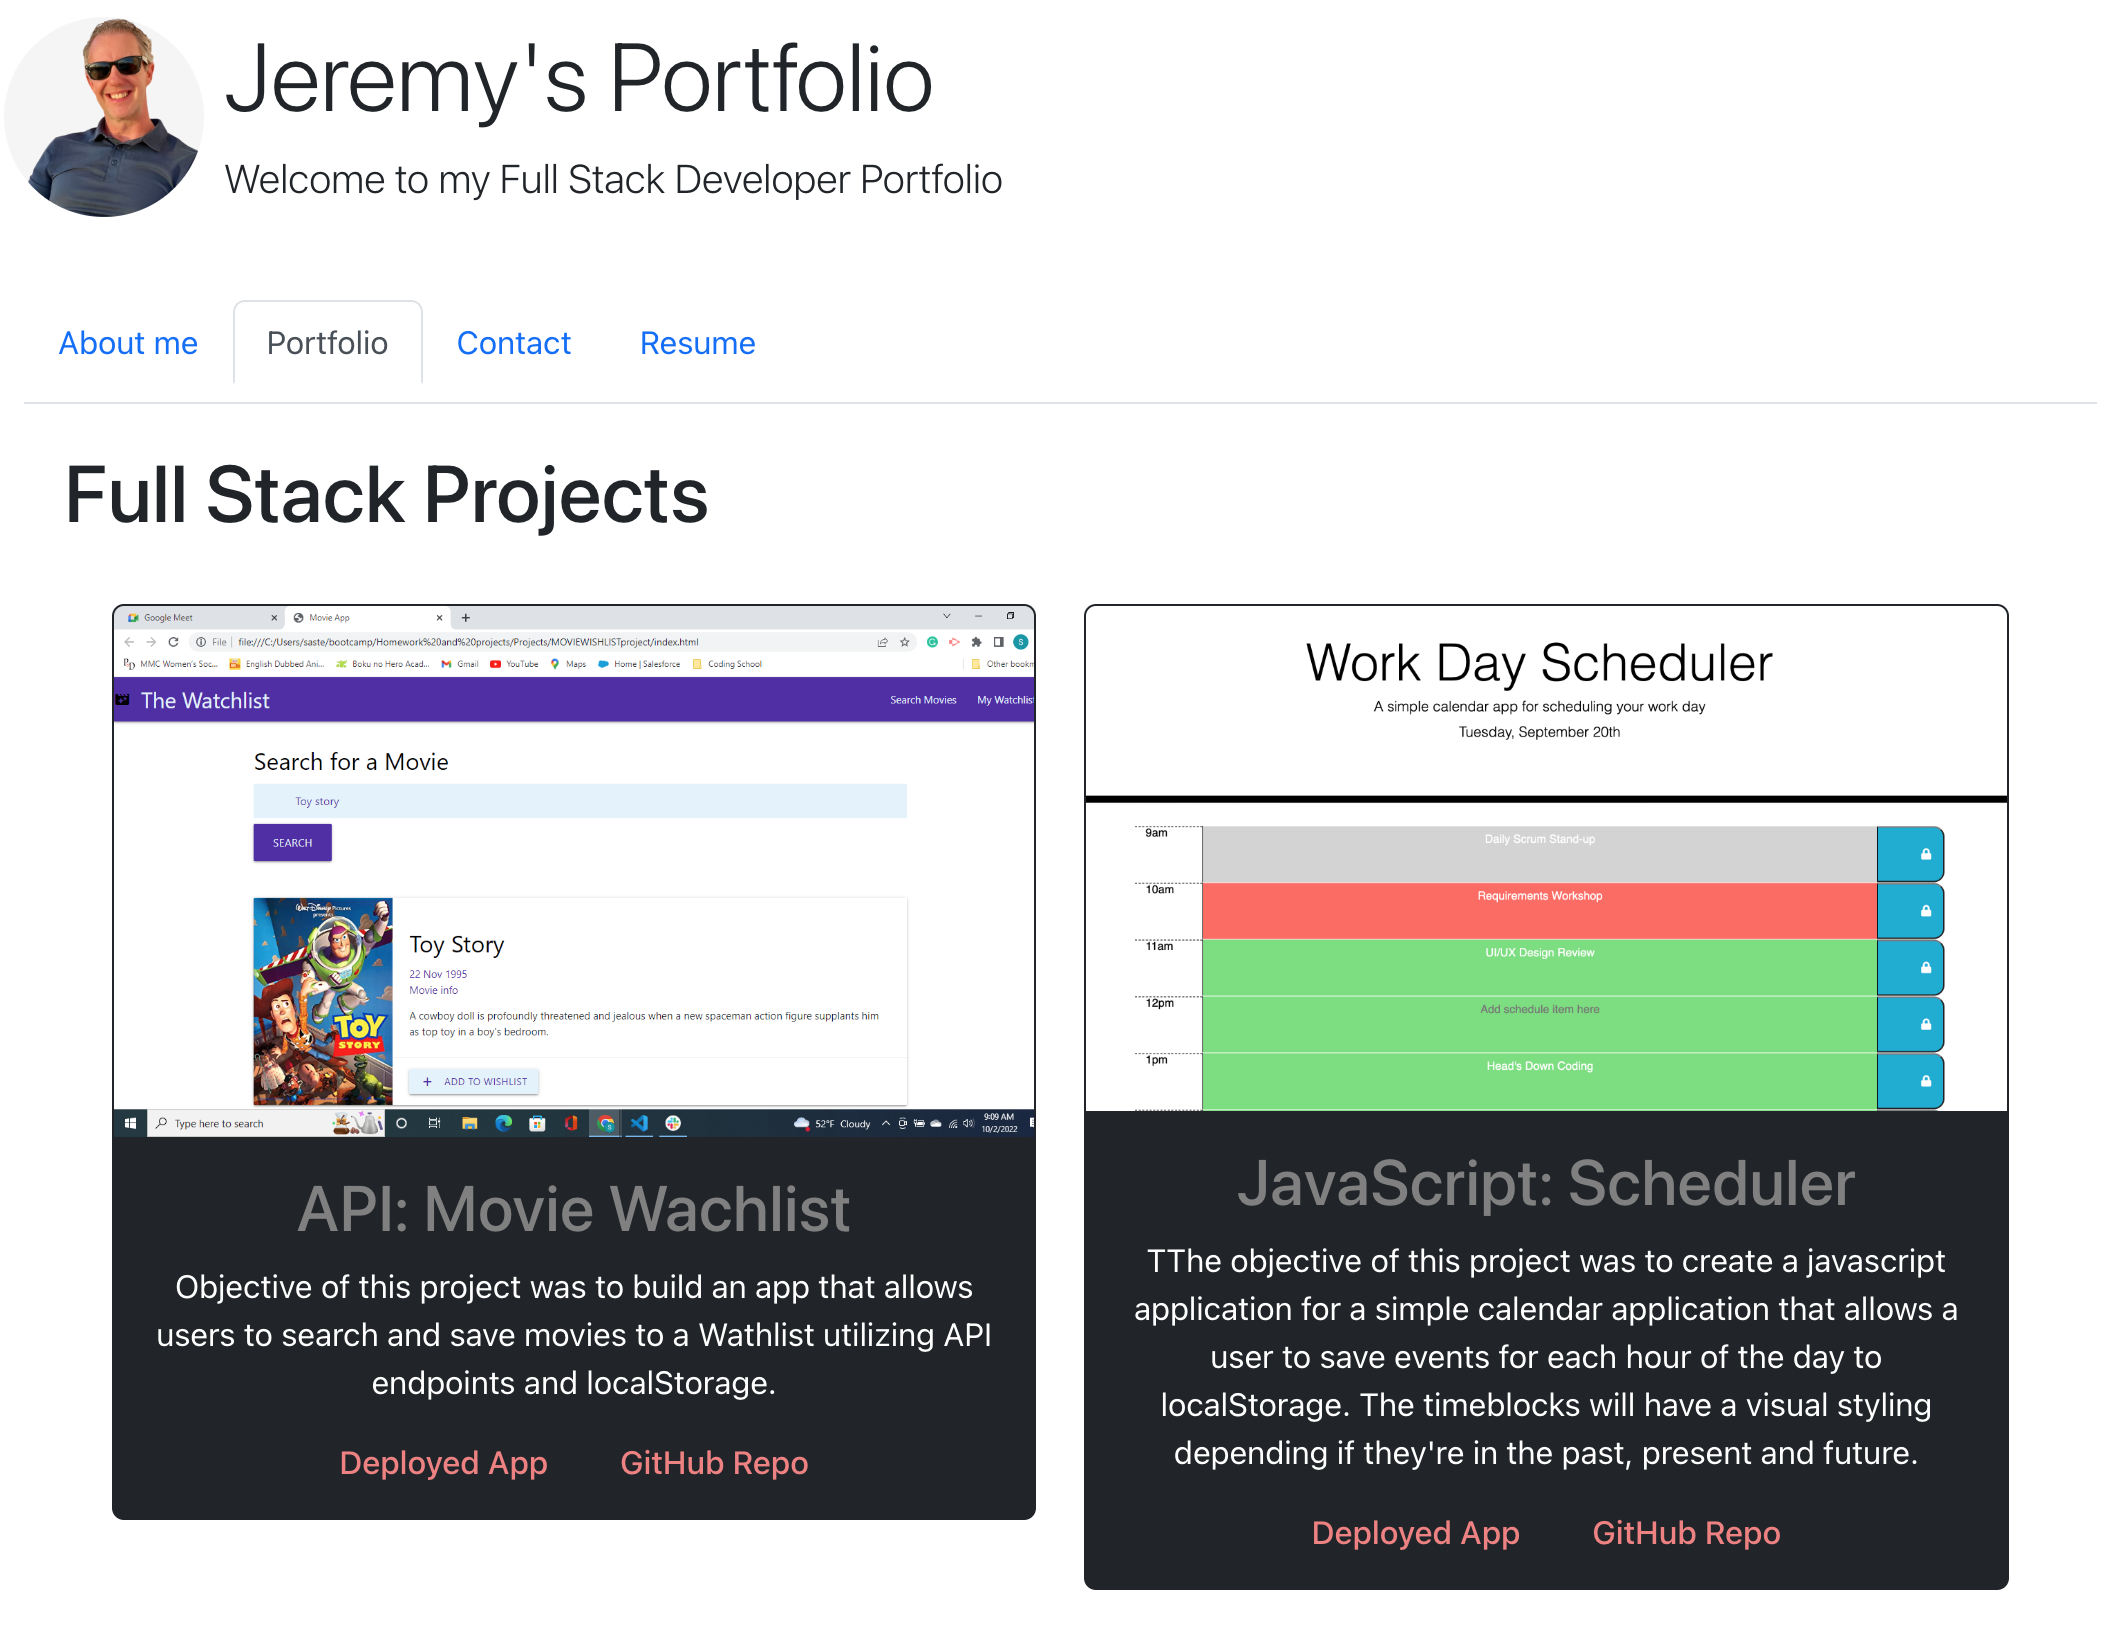 Jeremy's Portfolio
Welcome to my Full Stack Developer Portfolio
About me
Portfolio
Contact
Resume
Full Stack Projects
Google Meet
Movie App
File
file:///C:/Users/saste/bootcamp/Homework%20and%20projects/Projects/MOVIEWISHLISTproject/index.html
S
MMC Women's Soc...
English Dubbed Ani...
Boku no Hero Acad...
Gmail
YouTube
Maps
Home | Salesforce
Coding School
Other bookm
The Watchlist
Search Movies
My Watchlis
Search for a Movie
Toy story
SEARCH
WALT DISNEY PICTURES
presents
TOY
STORY
Toy Story
22 Nov 1995
Movie info
A cowboy doll is profoundly threatened and jealous when a new spaceman action figure supplants him
as top toy in a boy's bedroom.
+ ADD TO WISHLIST
Type here to search
52°F Cloudy
9:09 AM
10/2/2022
API: Movie Wachlist
Objective of this project was to build an app that allows
users to search and save movies to a Wathlist utilizing API
endpoints and localStorage.
Deployed App
GitHub Repo
Work Day Scheduler
A simple calendar app for scheduling your work day
Tuesday, September 20th
9am
Daily Scrum Stand-up
10am
Requirements Workshop
11am
UI/UX Design Review
12pm
Add schedule item here
1pm
Head's Down Coding
JavaScript: Scheduler
TThe objective of this project was to create a javascript
application for a simple calendar application that allows a
user to save events for each hour of the day to
localStorage. The timeblocks will have a visual styling
depending if they're in the past, present and future.
Deployed App
GitHub Repo